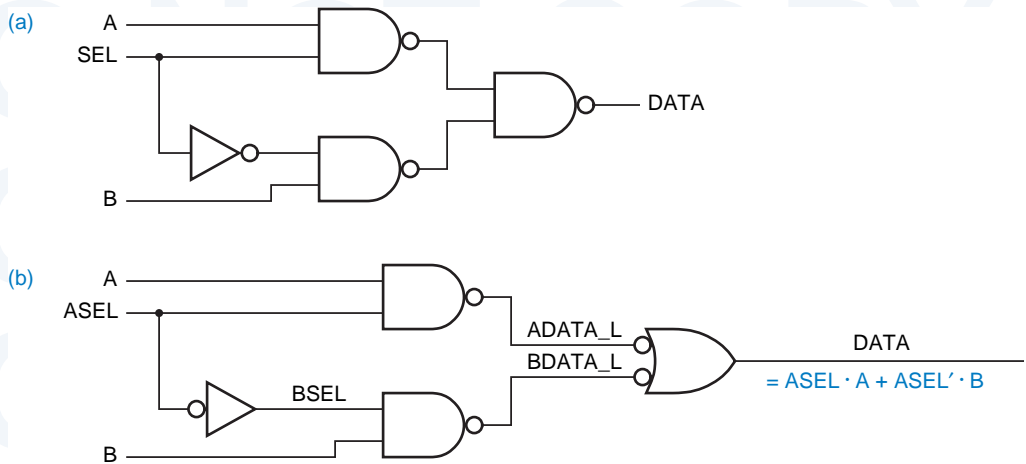 (a)
A
SEL
DATA
B
(b)
A
ASEL
ADATA_L
BDATA_L
DATA
= ASEL · A + ASEL′ · B
BSEL
B